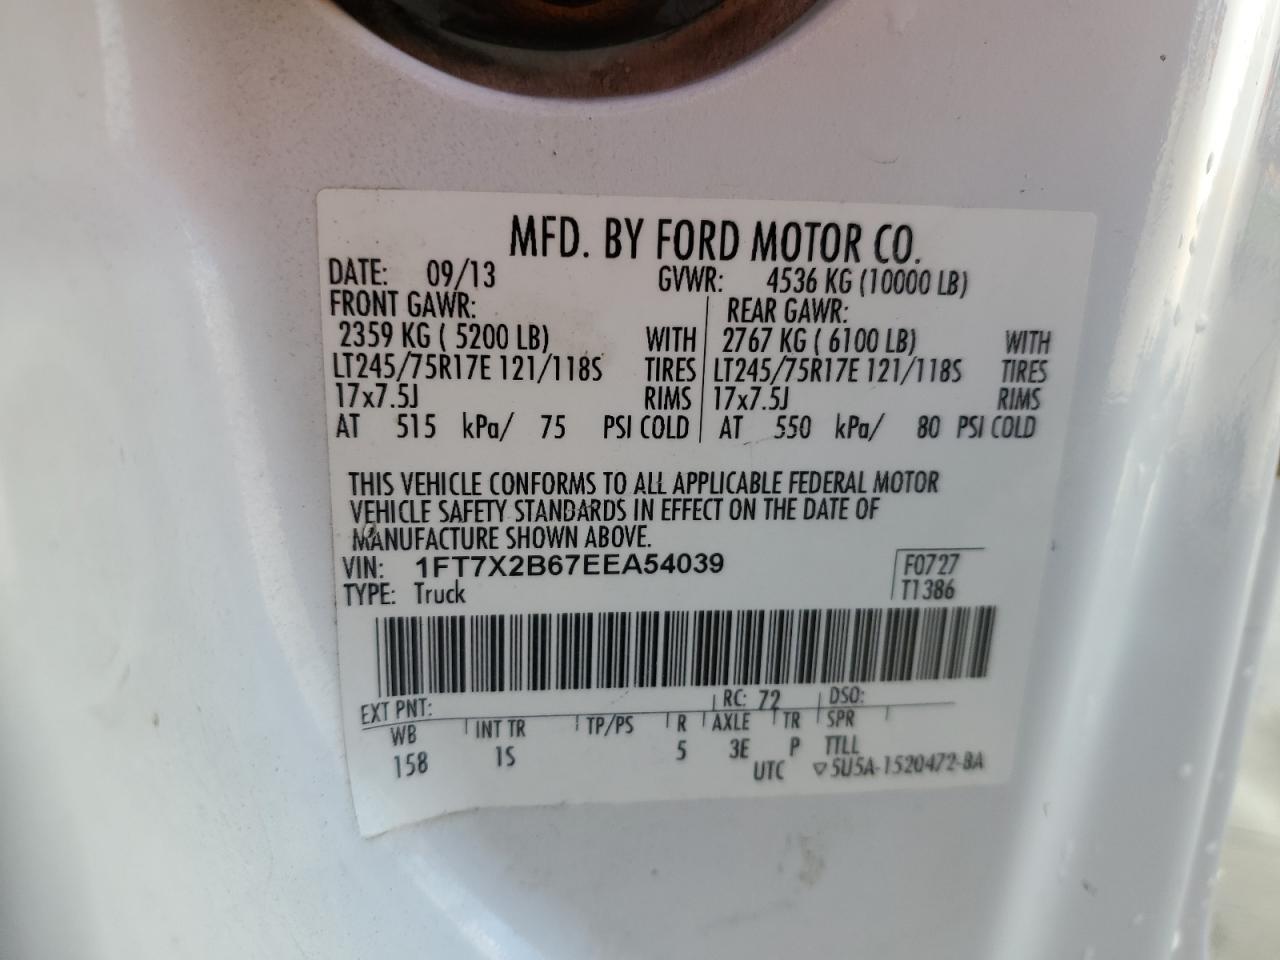 MFD. BY FORD MOTOR CO.
DATE: 09/13 GVWR: 4536 KG (10000 LB)
FRONT GAWR: REAR GAWR:
2359 KG ( 5200 LB) WITH 2767 KG ( 6100 LB) WITH
LT245/75R17E 121/118S TIRES LT245/75R17E 121/118S TIRES
17x7.5J RIMS 17x7.5J RIMS
AT 515 kPa/ 75 PSI COLD AT 550 kPa/ 80 PSI COLD
THIS VEHICLE CONFORMS TO ALL APPLICABLE FEDERAL MOTOR
VEHICLE SAFETY STANDARDS IN EFFECT ON THE DATE OF
MANUFACTURE SHOWN ABOVE.
VIN: 1FT7X2B67EEA54039 F0727
TYPE: Truck T1386
EXT PNT: RC: 72 DSO:
WB INT TR TP/PS R AXLE TR SPR
158 1S 5 3E P TTLL
UTC ▽5U5A-1520472-BA